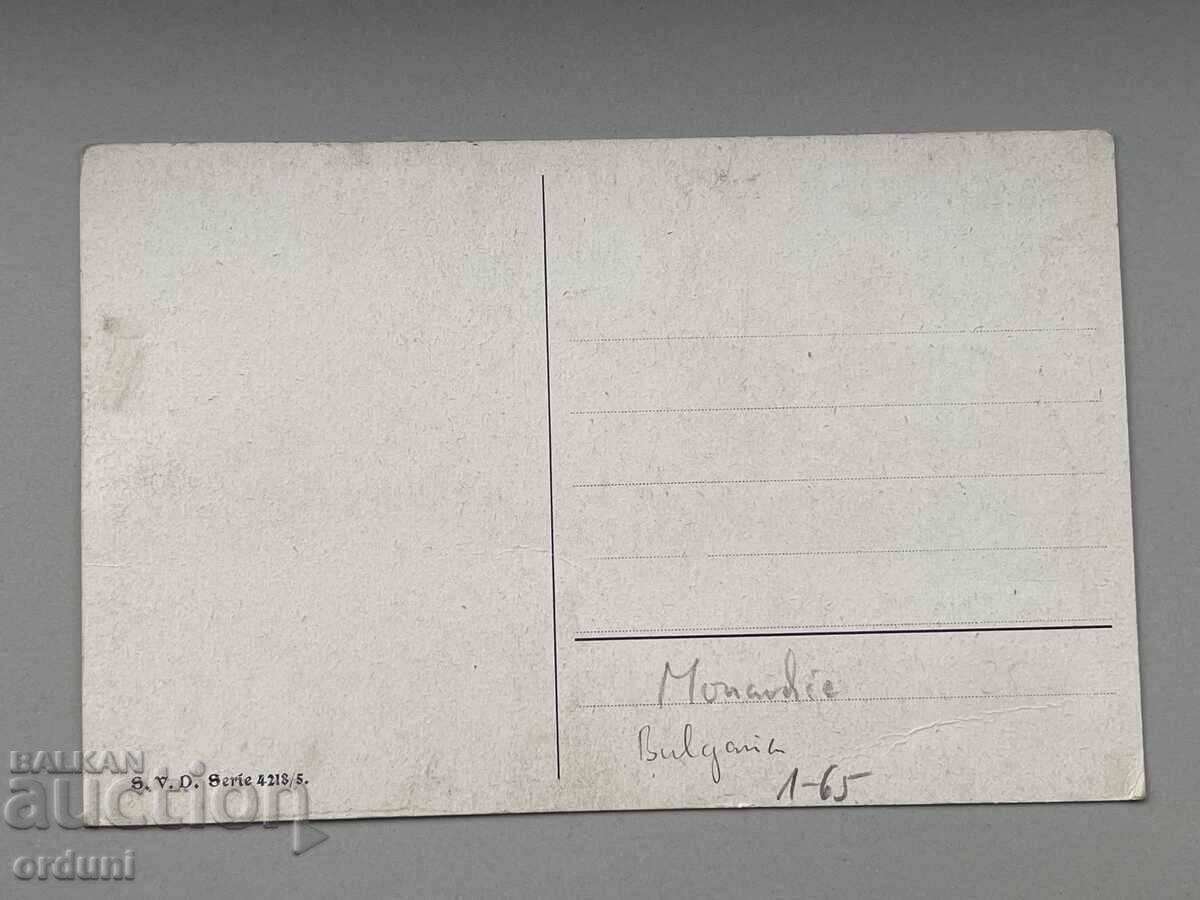 Monarchie
Bulgaria
1-65
S. V. D. Serie 4218/5.
BALKAN
auction
orduni